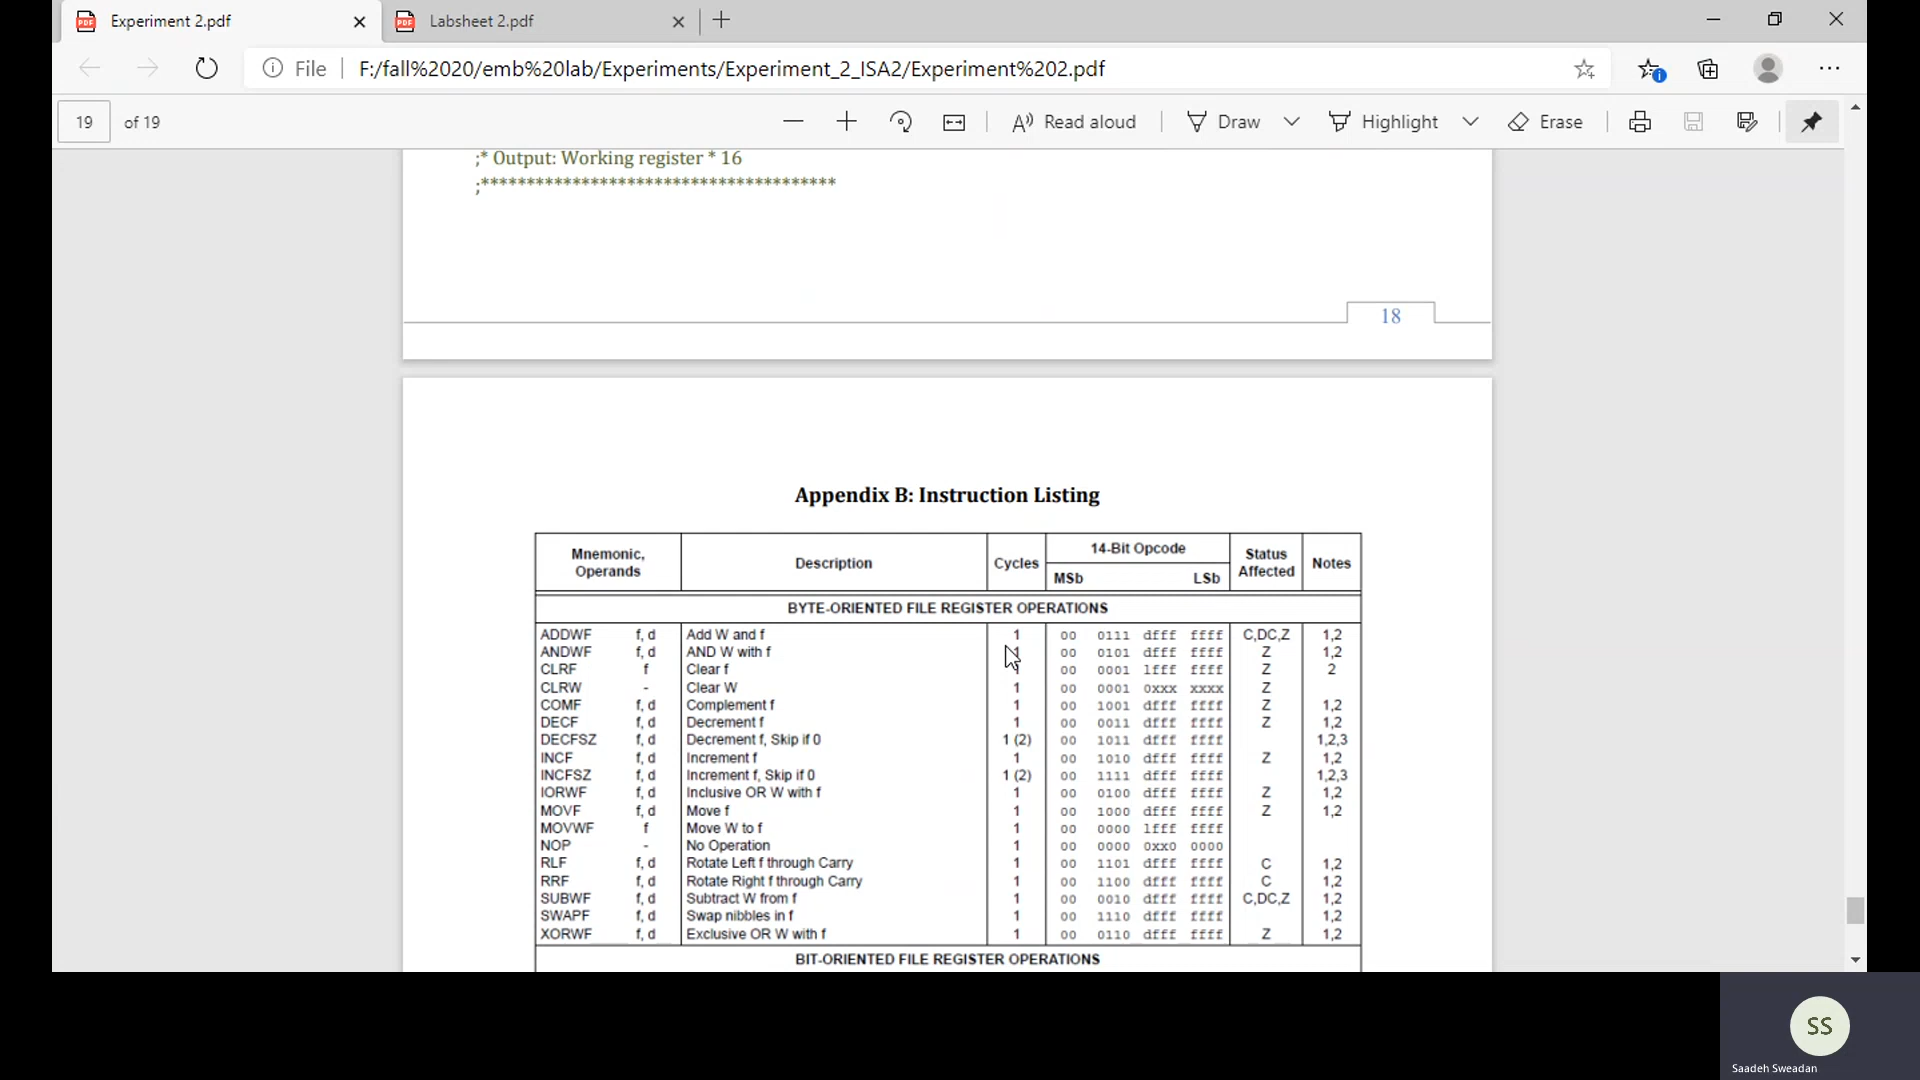 Experiment 2.pdf
Labsheet 2.pdf
File F:/fall%2020/emb%20lab/Experiments/Experiment_2_ISA2/Experiment%202.pdf
19 of 19 Read aloud Draw Highlight Erase
;* Output: Working register * 16
;***************************************
18
Appendix B: Instruction Listing
Mnemonic, Operands Description Cycles 14-Bit Opcode MSb LSb Status Affected Notes
BYTE-ORIENTED FILE REGISTER OPERATIONS
ADDWF f, d Add W and f 1 00 0111 dfff ffff C,DC,Z 1,2
ANDWF f, d AND W with f 1 00 0101 dfff ffff Z 1,2
CLRF f Clear f 1 00 0001 lfff ffff Z 2
CLRW - Clear W 1 00 0001 0xxx xxxx Z
COMF f, d Complement f 1 00 1001 dfff ffff Z 1,2
DECF f, d Decrement f 1 00 0011 dfff ffff Z 1,2
DECFSZ f, d Decrement f, Skip if 0 1 (2) 00 1011 dfff ffff 1,2,3
INCF f, d Increment f 1 00 1010 dfff ffff Z 1,2
INCFSZ f, d Increment f, Skip if 0 1 (2) 00 1111 dfff ffff 1,2,3
IORWF f, d Inclusive OR W with f 1 00 0100 dfff ffff Z 1,2
MOVF f, d Move f 1 00 1000 dfff ffff Z 1,2
MOVWF f Move W to f 1 00 0000 lfff ffff
NOP - No Operation 1 00 0000 0xx0 0000
RLF f, d Rotate Left f through Carry 1 00 1101 dfff ffff C 1,2
RRF f, d Rotate Right f through Carry 1 00 1100 dfff ffff C 1,2
SUBWF f, d Subtract W from f 1 00 0010 dfff ffff C,DC,Z 1,2
SWAPF f, d Swap nibbles in f 1 00 1110 dfff ffff 1,2
XORWF f, d Exclusive OR W with f 1 00 0110 dfff ffff Z 1,2
BIT-ORIENTED FILE REGISTER OPERATIONS
SS
Saadeh Sweadan